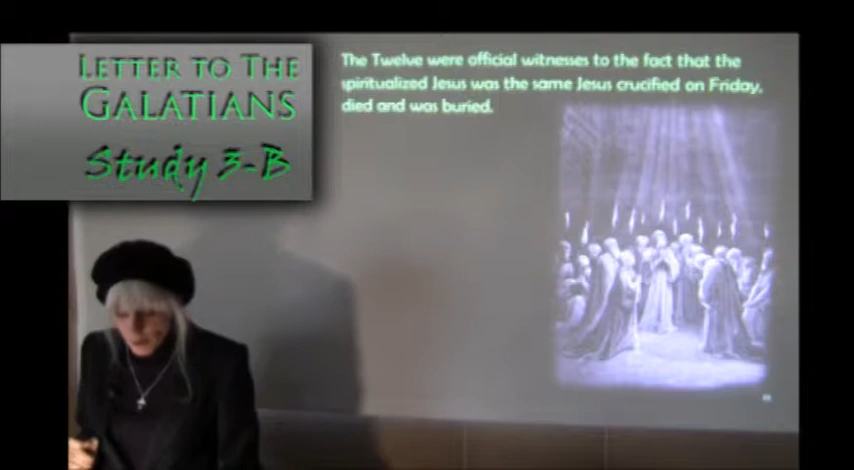 LETTER TO THE
GALATIANS
Study 3-B
The Twelve were official witnesses to the fact that the
spiritualized Jesus was the same Jesus crucified on Friday,
died and was buried.